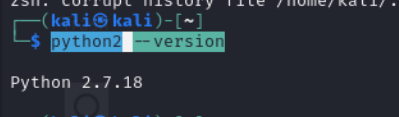 zsh: corrupt history file /home/kali/.
┌──(kali㉿kali)-[~]
└─$ python2 --version
Python 2.7.18